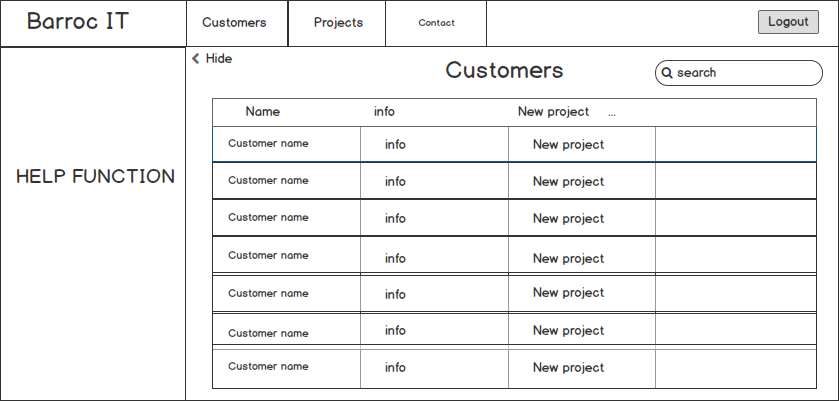 Barroc IT
Customers
Projects
Contact
Logout
Hide
Customers
search
HELP FUNCTION
Name info New project ...
Customer name info New project
Customer name info New project
Customer name info New project
Customer name info New project
Customer name info New project
Customer name info New project
Customer name info New project